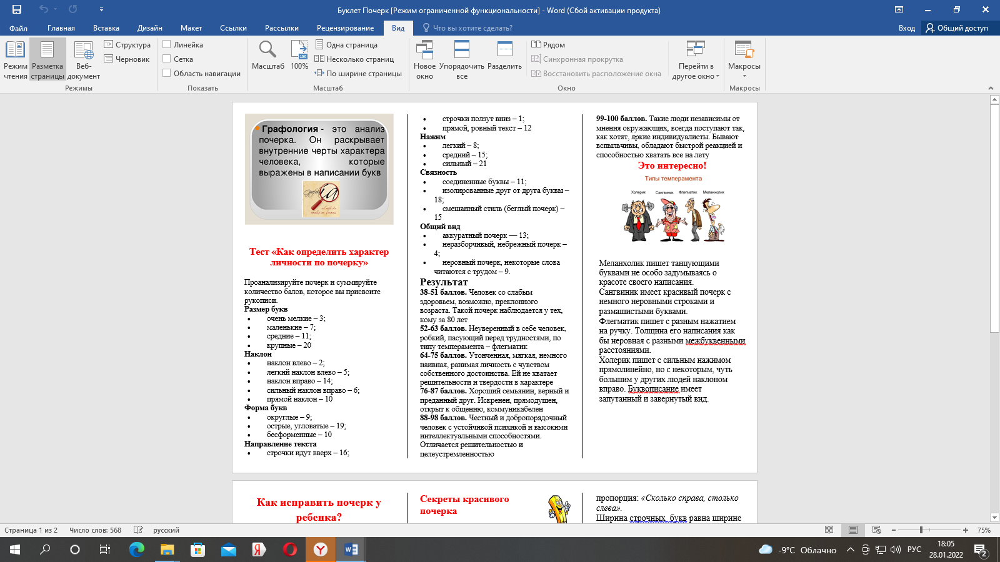 Буклет Почерк [Режим ограниченной функциональности] - Word (Сбой активации продукта)
Файл Главная Вставка Дизайн Макет Ссылки Рассылки Рецензирование Вид Что вы хотите сделать? Вход Общий доступ
Режим чтения
Разметка страницы
Веб-документ
Структура
Черновик
Режимы
Линейка
Сетка
Область навигации
Показать
Масштаб
100
100%
Одна страница
Несколько страниц
По ширине страницы
Масштаб
Новое окно
Упорядочить все
Разделить
Рядом
Синхронная прокрутка
Восстановить расположение окна
Перейти в другое окно
Окно
Макросы
Макросы
Графология - это анализ
почерка. Он раскрывает
внутренние черты характера
человека, которые
выражены в написании букв
Тест «Как определить характер
личности по почерку»
Проанализируйте почерк и суммируйте
количество балов, которое вы присвоите
рукописи.
Размер букв
• очень мелкие – 3;
• маленькие – 7;
• средние – 11;
• крупные – 20
Наклон
• наклон влево – 2;
• легкий наклон влево – 5;
• наклон вправо – 14;
• сильный наклон вправо – 6;
• прямой наклон – 10
Форма букв
• округлые – 9;
• острые, угловатые – 19;
• бесформенные – 10
Направление текста
• строчки идут вверх – 16;
• строчки ползут вниз – 1;
• прямой, ровный текст – 12
Нажим
• легкий – 8;
• средний – 15;
• сильный – 21
Связность
• соединенные буквы – 11;
• изолированные друг от друга буквы –
18;
• смешанный стиль (беглый почерк) –
15
Общий вид
• аккуратный почерк — 13;
• неразборчивый, небрежный почерк –
4;
• неровный почерк, некоторые слова
читаются с трудом – 9.
Результат
38-51 баллов. Человек со слабым
здоровьем, возможно, преклонного
возраста. Такой почерк наблюдается у тех,
кому за 80 лет
52-63 баллов. Неуверенный в себе человек,
робкий, пасующий перед трудностями, по
типу темперамента – флегматик
64-75 баллов. Утонченная, мягкая, немного
наивная, ранимая личность с чувством
собственного достоинства. Ей не хватает
решительности и твердости в характере
76-87 баллов. Хороший семьянин, верный и
преданный друг. Искренен, прямодушен,
открыт к общению, коммуникабелен
88-98 баллов. Честный и добропорядочный
человек с устойчивой психикой и высокими
интеллектуальными способностями.
Отличается решительностью и
целеустремленностью
99-100 баллов. Такие люди независимы от
мнения окружающих, всегда поступают так,
как хотят, яркие индивидуалисты. Бывают
вспыльчивы, обладают быстрой реакцией и
способностью хватать все на лету
Это интересно!
Типы темперамента
Холерик Сангвиник Флегматик Меланхолик
Меланхолик пишет танцующими
буквами не особо задумываясь о
красоте своего написания.
Сангвиник имеет красивый почерк с
немного неровными строками и
размашистыми буквами.
Флегматик пишет с разным нажатием
на ручку. Толщина его написания как
бы неровная с разными межбуквенными
расстояниями.
Холерик пишет с сильным нажимом
прямолинейно, но с некоторым, чуть
большим у других людей наклоном
вправо. Буквописание имеет
запутанный и завернутый вид.
Как исправить почерк у
ребенка?
Секреты красивого
почерка
пропорция: «Сколько справа, столько
слева».
Ширина строчных букв равна ширине
Страница 1 из 2 Число слов: 568 русский 75%
-9°C Облачно РУС 18:05
28.01.2022
2